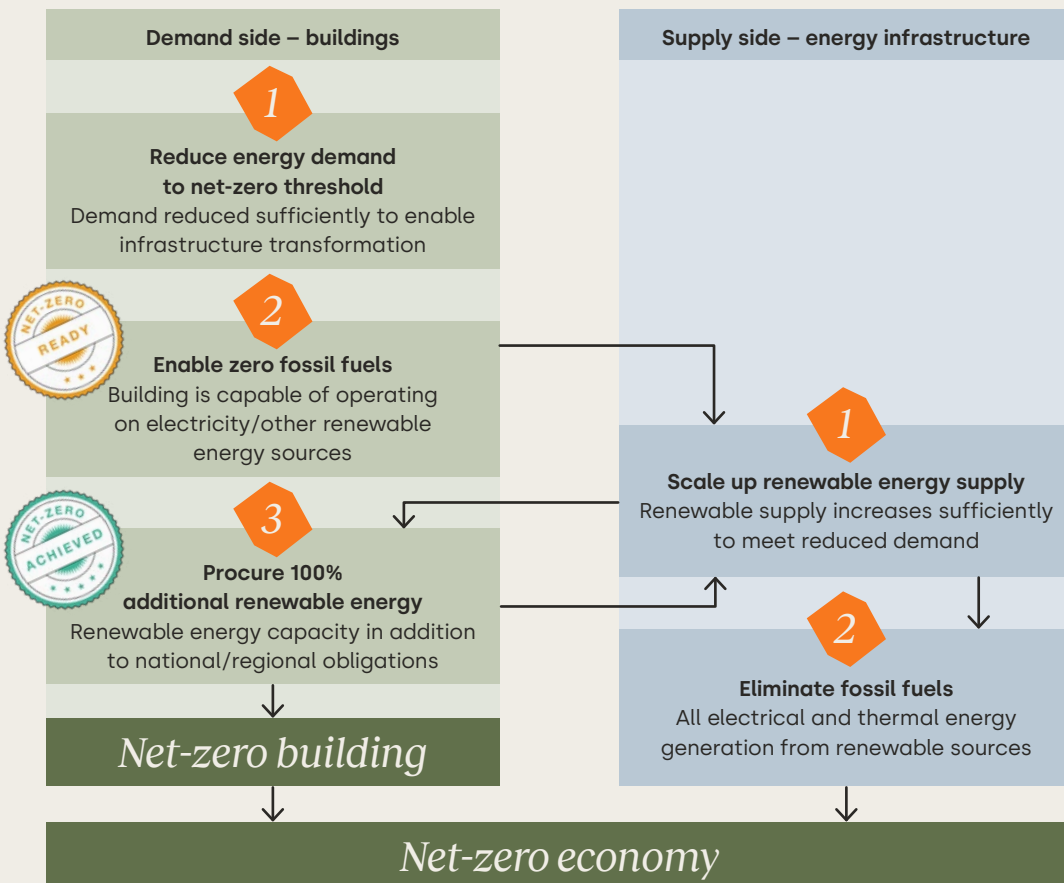 Demand side – buildings
1
Reduce energy demand
to net-zero threshold
Demand reduced sufficiently to enable
infrastructure transformation
NET-ZERO
READY
2
Enable zero fossil fuels
Building is capable of operating
on electricity/other renewable
energy sources
NET-ZERO
ACHIEVED
3
Procure 100%
additional renewable energy
Renewable energy capacity in addition
to national/regional obligations
Net-zero building
Supply side – energy infrastructure
1
Scale up renewable energy supply
Renewable supply increases sufficiently
to meet reduced demand
2
Eliminate fossil fuels
All electrical and thermal energy
generation from renewable sources
Net-zero economy